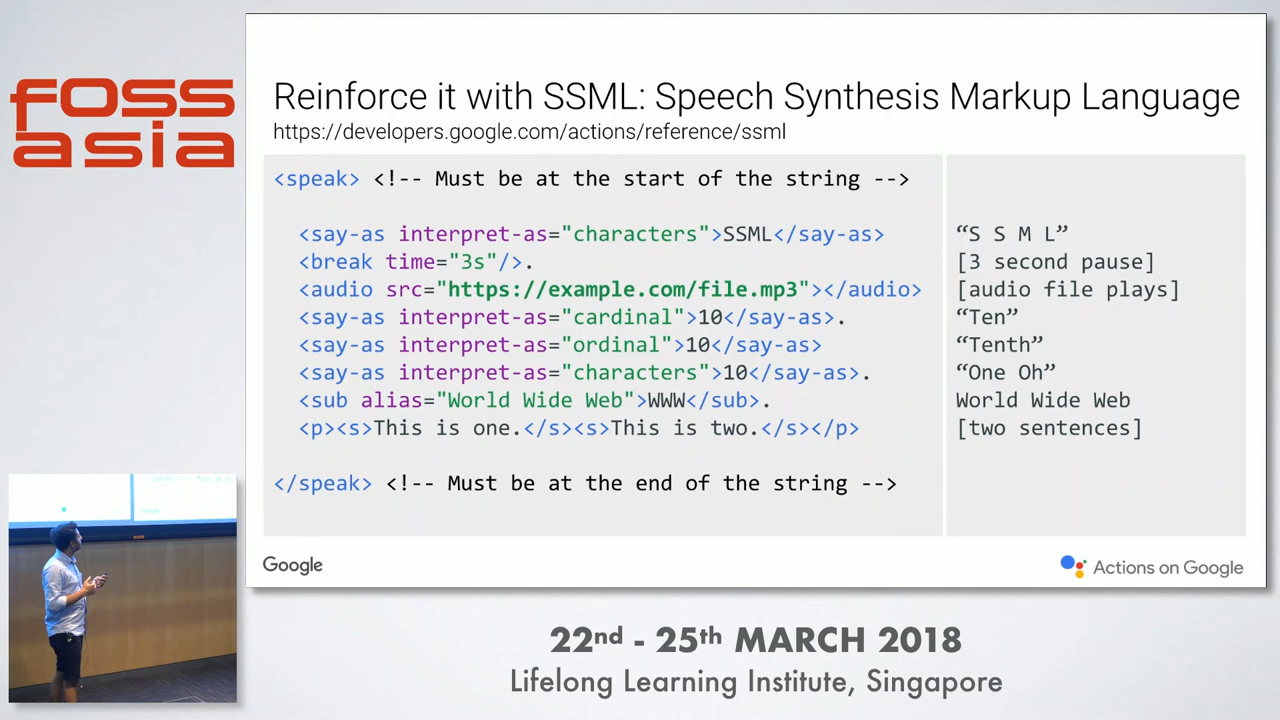 foss
asia
Reinforce it with SSML: Speech Synthesis Markup Language
https://developers.google.com/actions/reference/ssml
<speak> <!-- Must be at the start of the string -->
<say-as interpret-as="characters">SSML</say-as> “S S M L”
<break time="3s"/>. [3 second pause]
<audio src="https://example.com/file.mp3"></audio> [audio file plays]
<say-as interpret-as="cardinal">10</say-as>. “Ten”
<say-as interpret-as="ordinal">10</say-as> “Tenth”
<say-as interpret-as="characters">10</say-as>. “One Oh”
<sub alias="World Wide Web">WWW</sub>. World Wide Web
<p><s>This is one.</s><s>This is two.</s></p> [two sentences]
</speak> <!-- Must be at the end of the string -->
Google
Actions on Google
22nd - 25th MARCH 2018
Lifelong Learning Institute, Singapore